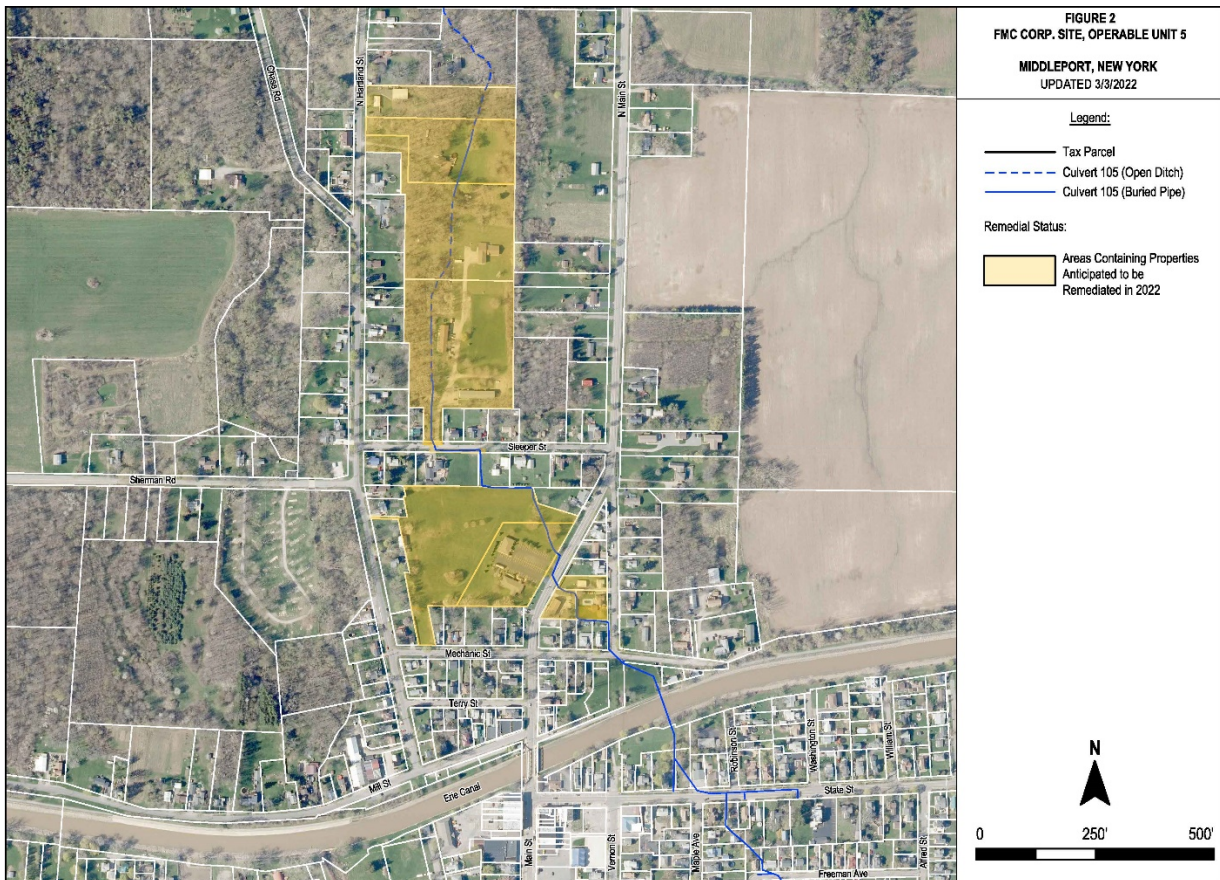 FIGURE 2
FMC CORP. SITE, OPERABLE UNIT 5
MIDDLEPORT, NEW YORK
UPDATED 3/3/2022
Legend:
Tax Parcel
Culvert 105 (Open Ditch)
Culvert 105 (Buried Pipe)
Remedial Status:
Areas Containing Properties
Anticipated to be
Remediated in 2022
N
0 250' 500'
Chase Rd
N Hartland St
N Main St
Sleeper St
Sherman Rd
Mechanic St
Terry St
Mill St
Erie Canal
Main St
Vernon St
Maple Ave
Robinson St
Washington St
William St
State St
Freeman Ave
Alfred St